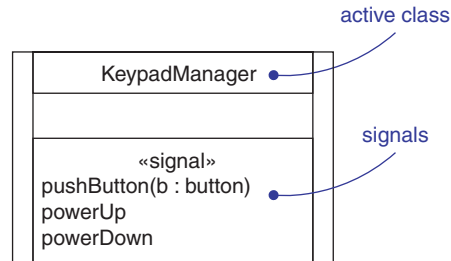 active class
KeypadManager
signals
«signal»
pushButton(b : button)
powerUp
powerDown